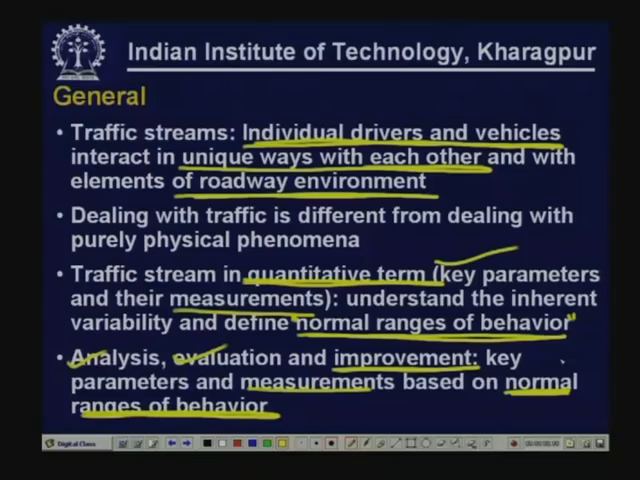 Indian Institute of Technology, Kharagpur
General
• Traffic streams: Individual drivers and vehicles
interact in unique ways with each other and with
elements of roadway environment
• Dealing with traffic is different from dealing with
purely physical phenomena
• Traffic stream in quantitative term (key parameters
and their measurements): understand the inherent
variability and define "normal ranges of behavior"
• Analysis, evaluation and improvement: key
parameters and measurements based on normal
ranges of behavior
Digital Class